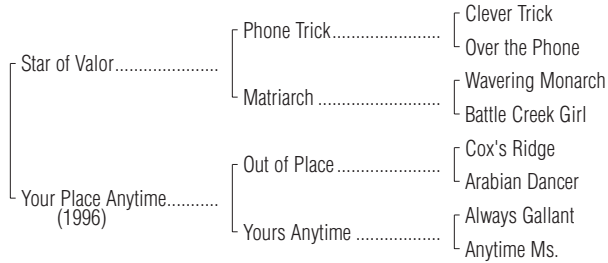 Clever Trick
Phone Trick......................
Over the Phone
Star of Valor.....................
Wavering Monarch
Matriarch .........................
Battle Creek Girl
Cox's Ridge
Out of Place .....................
Arabian Dancer
Your Place Anytime..........
(1996)
Always Gallant
Yours Anytime .................
Anytime Ms.